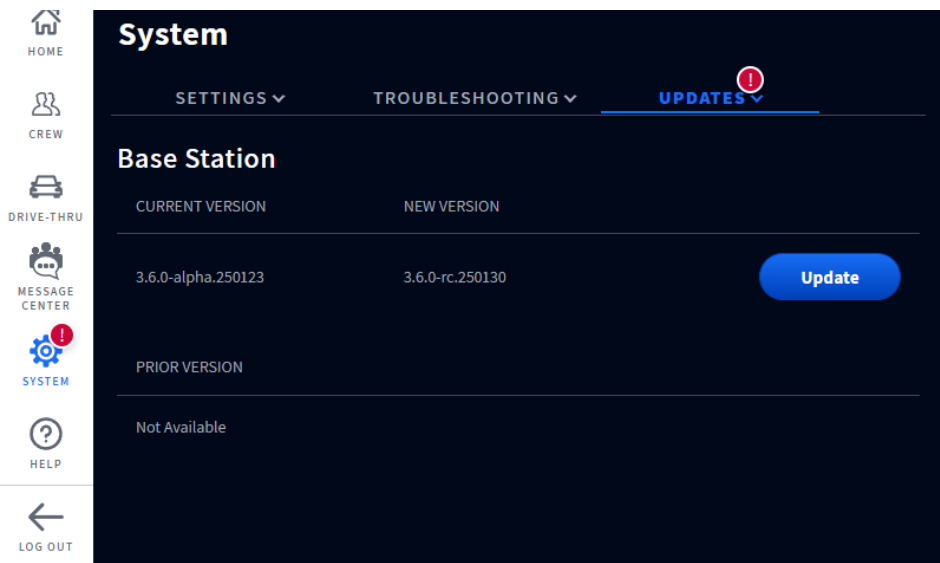 HOME
CREW
DRIVE-THRU
MESSAGE
CENTER
!
SYSTEM
HELP
LOG OUT
System
SETTINGS
TROUBLESHOOTING
UPDATES
!
Base Station
CURRENT VERSION
NEW VERSION
3.6.0-alpha.250123
3.6.0-rc.250130
Update
PRIOR VERSION
Not Available